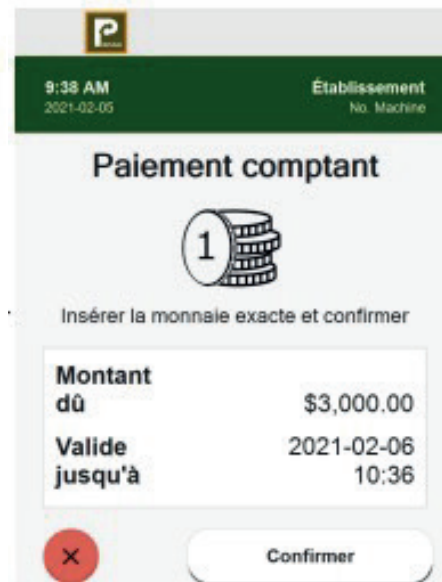 P
9:38 AM
Établissement
2021-02-05
No. Machine
Paiement comptant
1
Insérer la monnaie exacte et confirmer
Montant
dû
$3,000.00
Valide
jusqu'à
2021-02-06
10:36
×
Confirmer